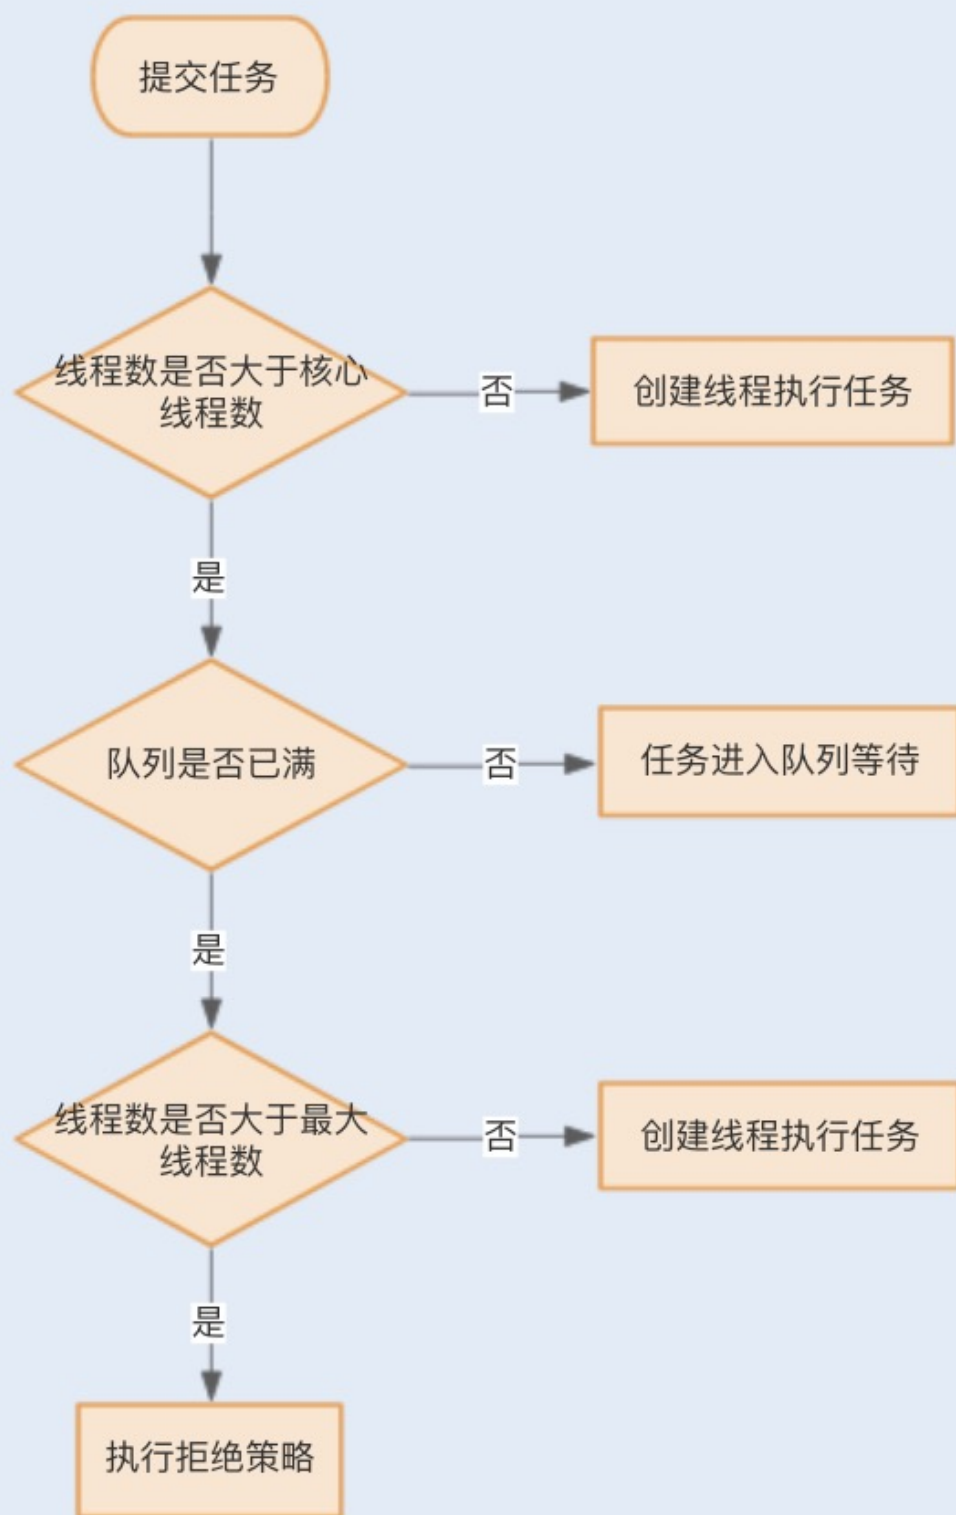 提交任务
线程数是否大于核心
线程数
否
创建线程执行任务
是
队列是否已满
否
任务进入队列等待
是
线程数是否大于最大
线程数
否
创建线程执行任务
是
执行拒绝策略